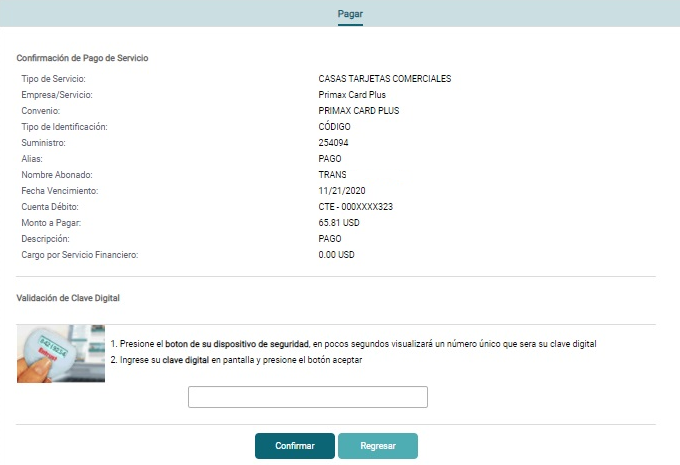 Pagar
Confirmación de Pago de Servicio
Tipo de Servicio: CASAS TARJETAS COMERCIALES
Empresa/Servicio: Primax Card Plus
Convenio: PRIMAX CARD PLUS
Tipo de Identificación: CÓDIGO
Suministro: 254094
Alias: PAGO
Nombre Abonado: TRANS
Fecha Vencimiento: 11/21/2020
Cuenta Débito: CTE - 000XXXX323
Monto a Pagar: 65.81 USD
Descripción: PAGO
Cargo por Servicio Financiero: 0.00 USD
Validación de Clave Digital
1. Presione el boton de su dispositivo de seguridad, en pocos segundos visualizará un número único que sera su clave digital
2. Ingrese su clave digital en pantalla y presione el botón aceptar
Confirmar Regresar